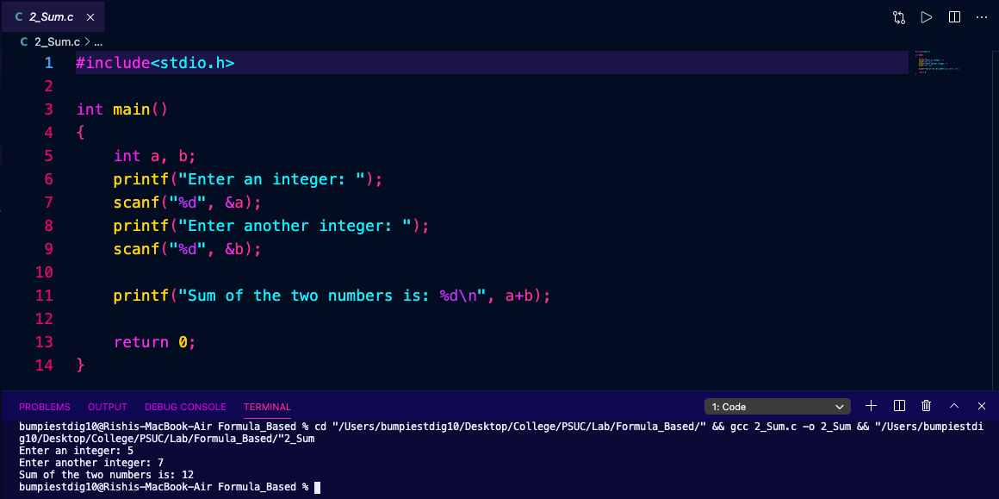 C 2_Sum.c ×
C 2_Sum.c > ...
1 #include<stdio.h>
2
3 int main()
4 {
5     int a, b;
6     printf("Enter an integer: ");
7     scanf("%d", &a);
8     printf("Enter another integer: ");
9     scanf("%d", &b);
10
11     printf("Sum of the two numbers is: %d\n", a+b);
12
13     return 0;
14 }
PROBLEMS OUTPUT DEBUG CONSOLE TERMINAL 1: Code
bumpiestdig10@Rishis-MacBook-Air Formula_Based % cd "/Users/bumpiestdig10/Desktop/College/PSUC/Lab/Formula_Based/" && gcc 2_Sum.c -o 2_Sum && "/Users/bumpiestdi
g10/Desktop/College/PSUC/Lab/Formula_Based/"2_Sum
Enter an integer: 5
Enter another integer: 7
Sum of the two numbers is: 12
bumpiestdig10@Rishis-MacBook-Air Formula_Based %